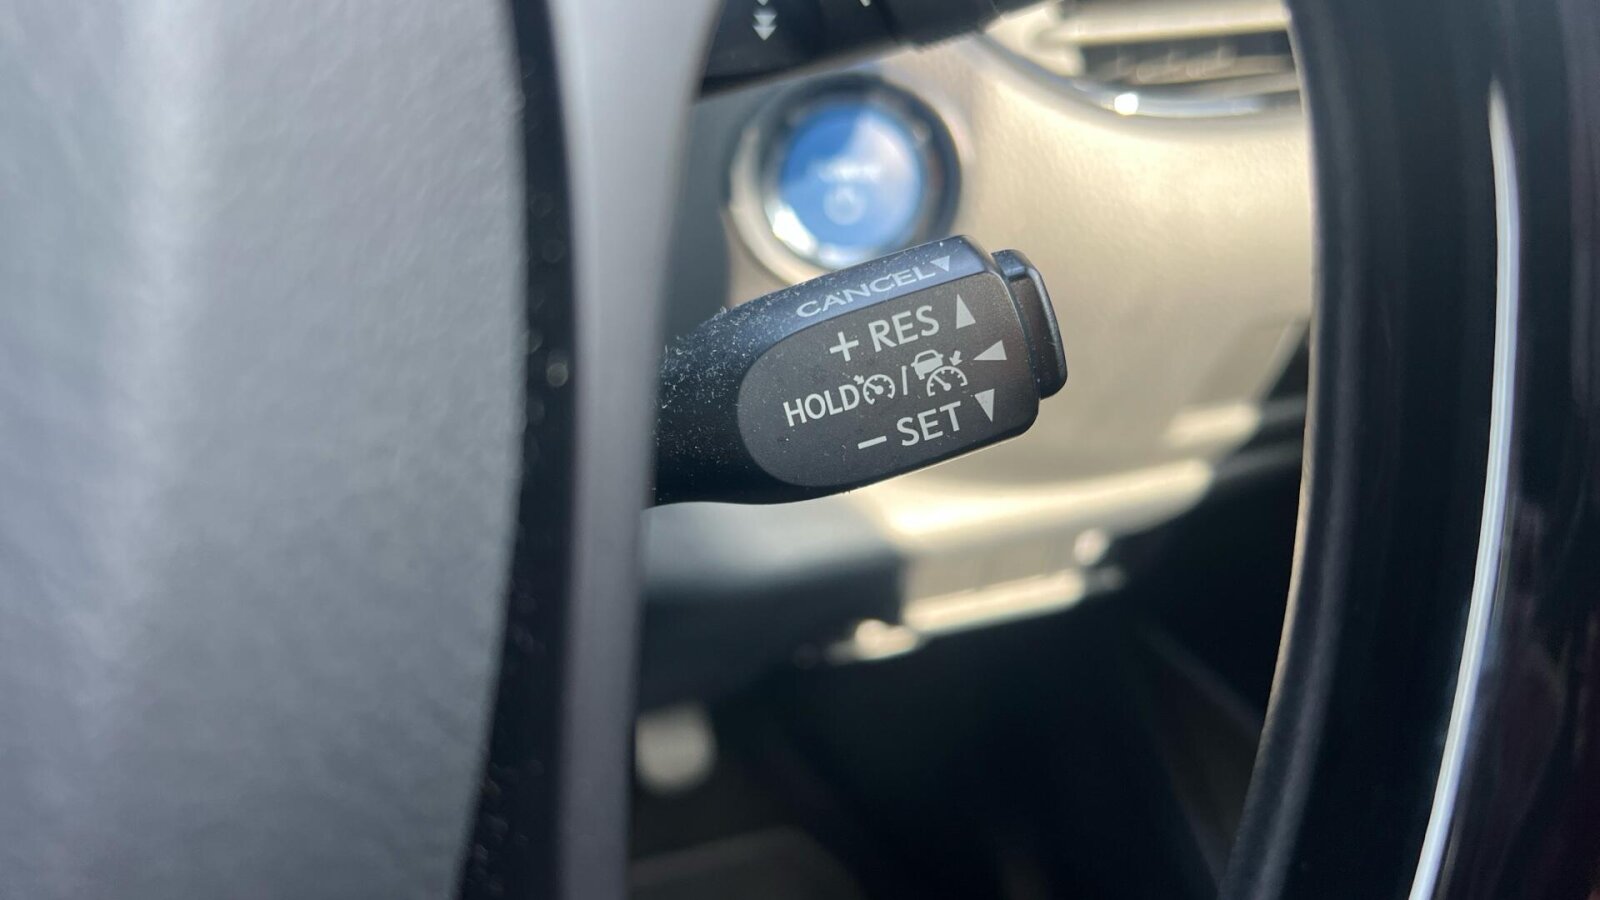 CANCEL
+ RES
HOLD /
− SET